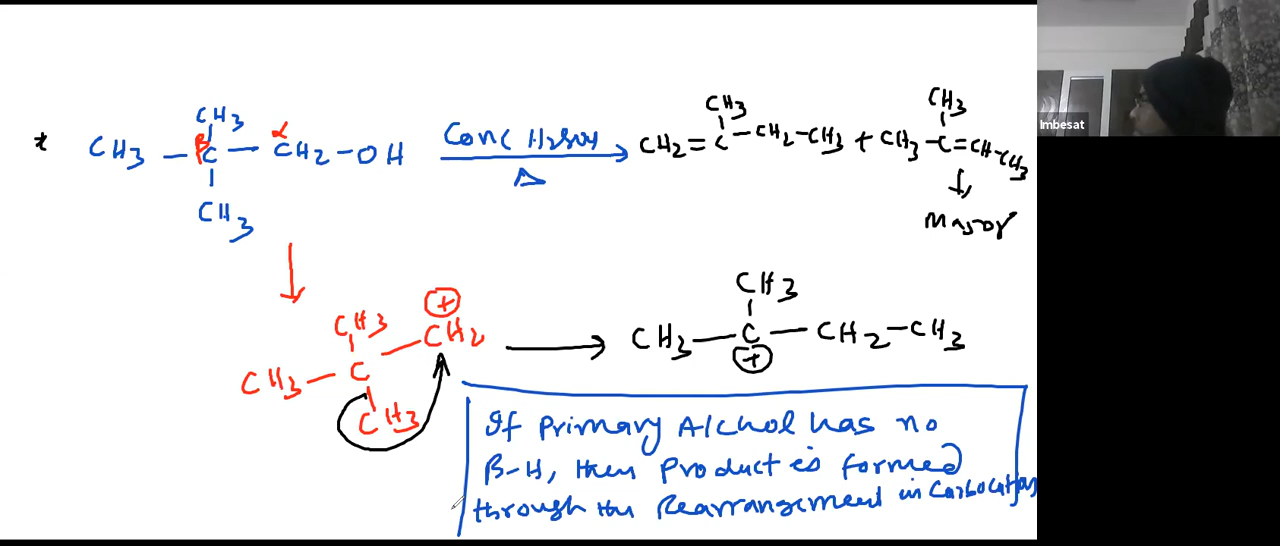 CH3
CH3 – C – CH2–OH
β
α
CH3
Conc H2SO4
Δ
CH3
CH2=C–CH2–CH3 + CH3–C=CH–CH3
CH3
Major
CH3
CH3–C–CH2
+
CH3
CH3
CH3–C–CH2–CH3
+
If Primary Alchol has no
β–H, then Product is formed
through the Rearrangement in Carbocation
Imbesat